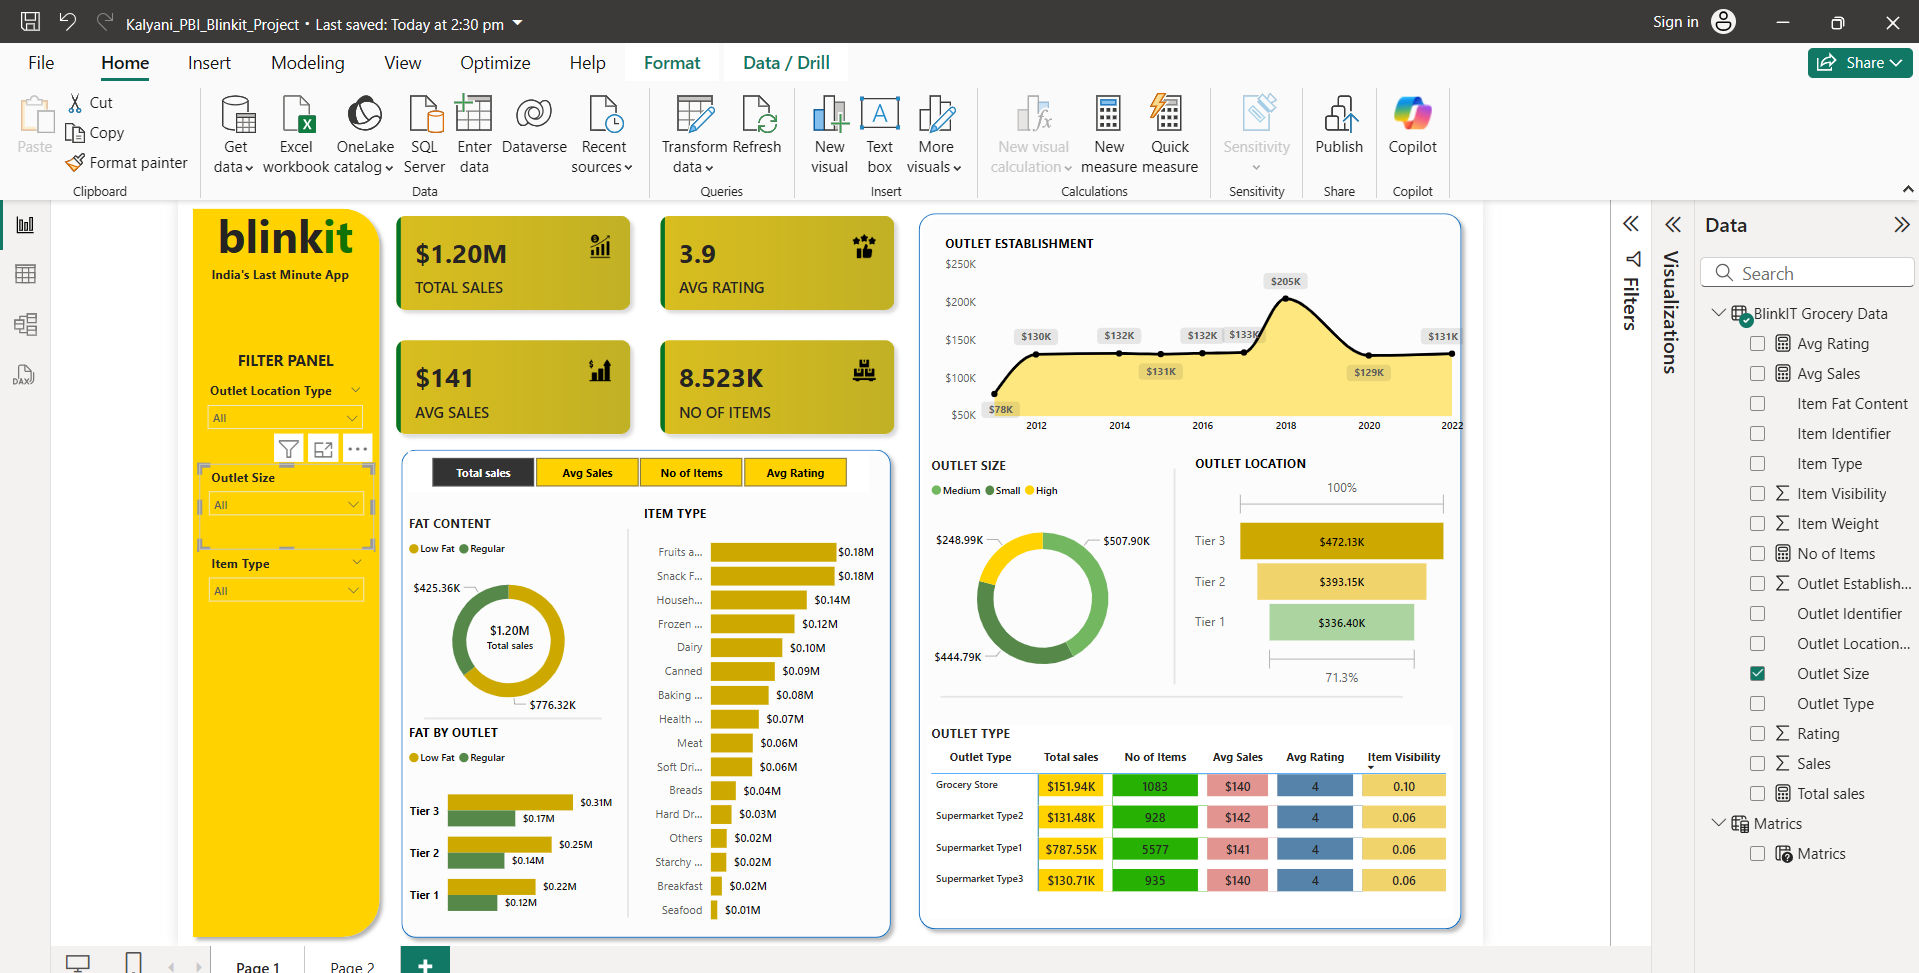 Kalyani_PBI_Blinkit_Project • Last saved: Today at 2:30 pm
Sign in
File Home Insert Modeling View Optimize Help Format Data / Drill
Share
Paste
Cut
Copy
Format painter
Clipboard
Get data
Excel workbook
OneLake catalog
SQL Server
Enter data
Dataverse
Recent sources
Data
Transform data
Refresh
Queries
New visual
Text box
More visuals
Insert
New visual calculation
New measure
Quick measure
Calculations
Sensitivity
Sensitivity
Publish
Share
Copilot
Copilot
DAX
blinkit
India's Last Minute App
FILTER PANEL
Outlet Location Type
All
Outlet Size
All
Item Type
All
$1.20M
TOTAL SALES
3.9
AVG RATING
$141
AVG SALES
8.523K
NO OF ITEMS
Total sales Avg Sales No of Items Avg Rating
FAT CONTENT
Low Fat Regular
$425.36K
$1.20M
Total sales
$776.32K
FAT BY OUTLET
Low Fat Regular
Tier 3 $0.31M
$0.17M
Tier 2 $0.25M
$0.14M
Tier 1 $0.22M
$0.12M
ITEM TYPE
Fruits a... $0.18M
Snack F... $0.18M
Househ... $0.14M
Frozen ... $0.12M
Dairy $0.10M
Canned $0.09M
Baking ... $0.08M
Health ... $0.07M
Meat $0.06M
Soft Dri... $0.06M
Breads $0.04M
Hard Dr... $0.03M
Others $0.02M
Starchy ... $0.02M
Breakfast $0.02M
Seafood $0.01M
OUTLET ESTABLISHMENT
$250K
$200K
$150K
$100K
$50K
$78K
$130K
$132K
$131K
$132K
$133K
$205K
$129K
$131K
2012 2014 2016 2018 2020 2022
OUTLET SIZE
Medium Small High
$248.99K
$507.90K
$444.79K
OUTLET LOCATION
100%
Tier 3 $472.13K
Tier 2 $393.15K
Tier 1 $336.40K
71.3%
OUTLET TYPE
Outlet Type Total sales No of Items Avg Sales Avg Rating Item Visibility
Grocery Store $151.94K 1083 $140 4 0.10
Supermarket Type2 $131.48K 928 $142 4 0.06
Supermarket Type1 $787.55K 5577 $141 4 0.06
Supermarket Type3 $130.71K 935 $140 4 0.06
Filters
Visualizations
Data
Search
BlinkIT Grocery Data
Avg Rating
Avg Sales
Item Fat Content
Item Identifier
Item Type
Item Visibility
Item Weight
No of Items
Outlet Establish...
Outlet Identifier
Outlet Location...
Outlet Size
Outlet Type
Rating
Sales
Total sales
Matrics
Matrics
Page 1 Page 2